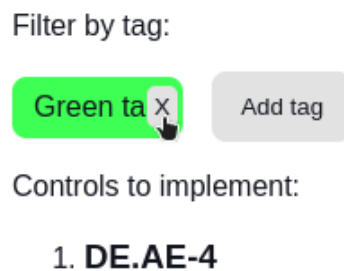 Filter by tag:
Green ta X Add tag
Controls to implement:
1. DE.AE-4